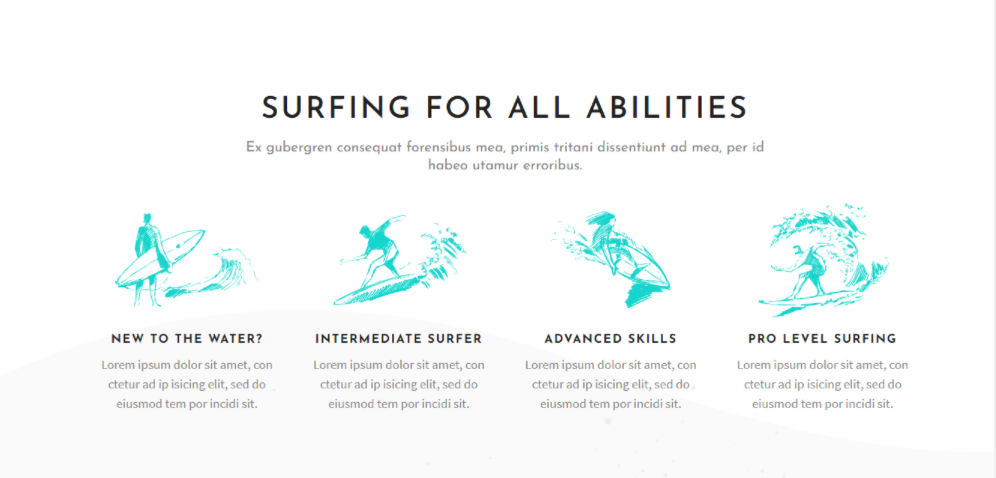 SURFING FOR ALL ABILITIES
Ex gubergren consequat forensibus mea, primis tritani dissentiunt ad mea, per id
habeo utamur erroribus.
NEW TO THE WATER?
Lorem ipsum dolor sit amet, con
ctetur ad ip isicing elit, sed do
eiusmod tem por incidi sit.
INTERMEDIATE SURFER
Lorem ipsum dolor sit amet, con
ctetur ad ip isicing elit, sed do
eiusmod tem por incidi sit.
ADVANCED SKILLS
Lorem ipsum dolor sit amet, con
ctetur ad ip isicing elit, sed do
eiusmod tem por incidi sit.
PRO LEVEL SURFING
Lorem ipsum dolor sit amet, con
ctetur ad ip isicing elit, sed do
eiusmod tem por incidi sit.